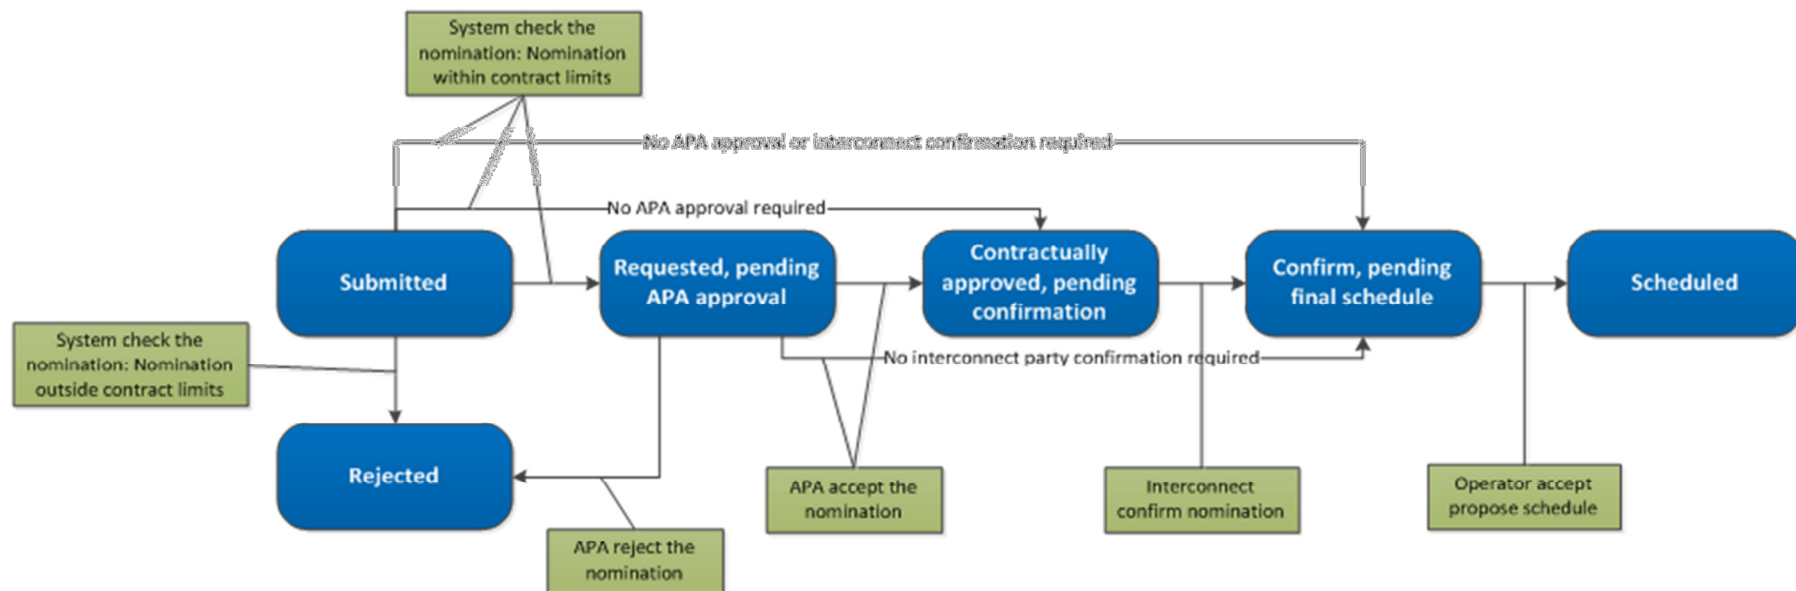 System check the
nomination: Nomination
within contract limits
No APA approval or interconnect confirmation required
No APA approval required
Submitted
Requested, pending
APA approval
Contractually
approved, pending
confirmation
Confirm, pending
final schedule
Scheduled
System check the
nomination: Nomination
outside contract limits
No interconnect party confirmation required
Rejected
APA accept the
nomination
Interconnect
confirm nomination
Operator accept
propose schedule
APA reject the
nomination